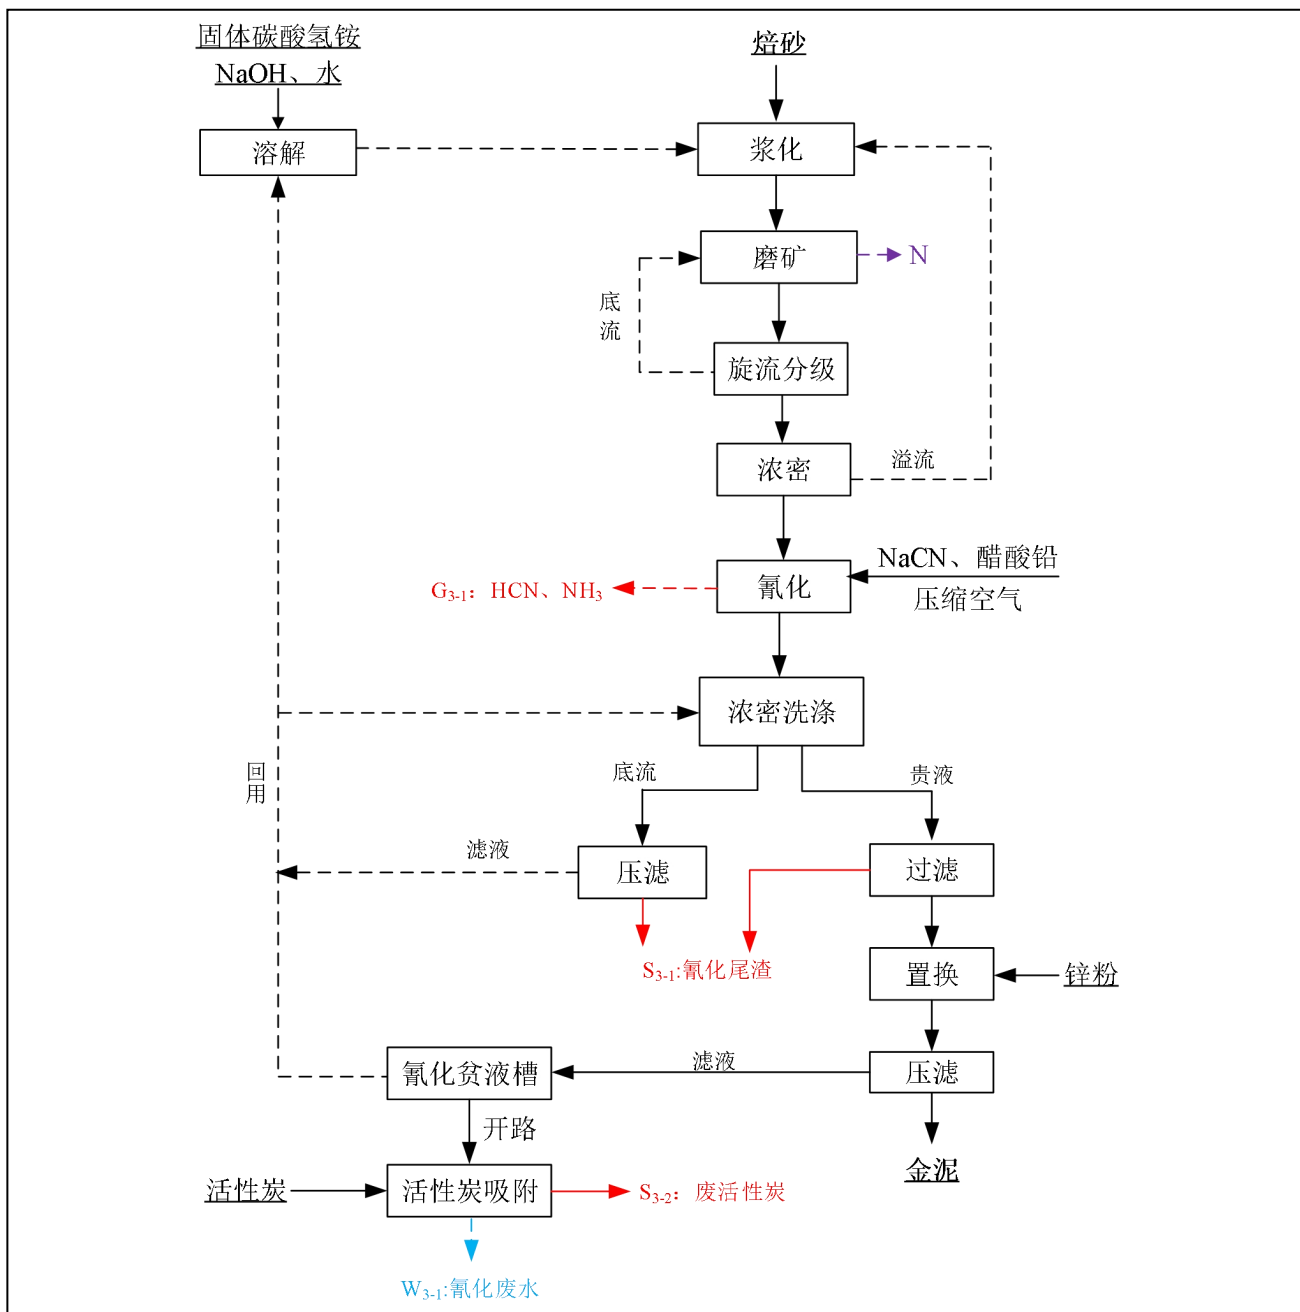 固体碳酸氢铵
NaOH、水
焙砂
溶解
浆化
磨矿
N
底
流
旋流分级
浓密
溢流
NaCN、醋酸铅
压缩空气
G3-1：HCN、NH3
氰化
浓密洗涤
回
用
底流
贵液
滤液
压滤
过滤
S3-1:氰化尾渣
置换
锌粉
氰化贫液槽
滤液
压滤
开路
金泥
活性炭
活性炭吸附
S3-2：废活性炭
W3-1:氰化废水